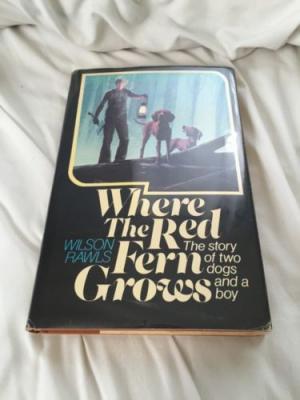 Where
The Red
Fern
Grows
WILSON
RAWLS
The story
of two
dogs
and a
boy